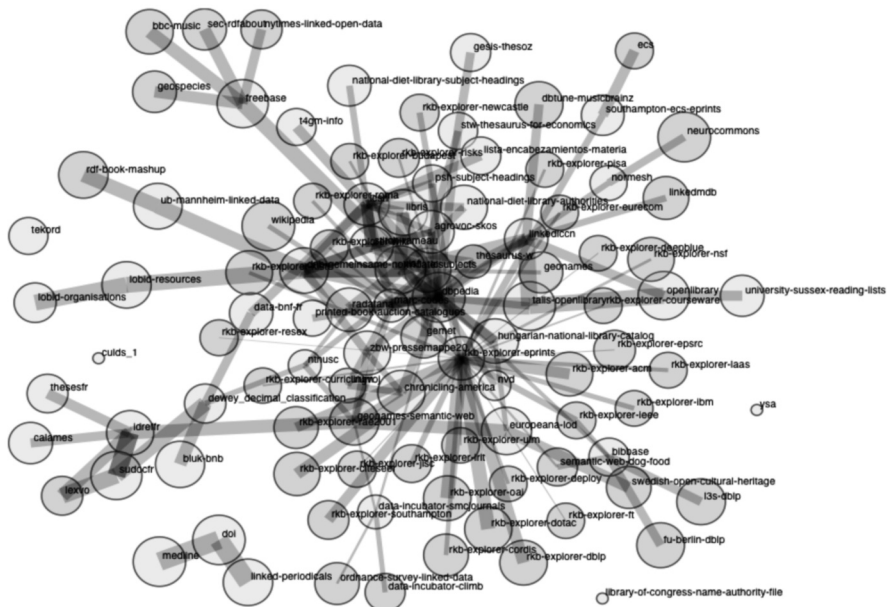 bbc-music
sec-rdfabout
nytimes-linked-open-data
gesis-thesoz
ecs
geospecies
freebase
national-diet-library-subject-headings
dbtune-musicbrainz
southampton-ecs-eprints
rkb-explorer-newcastle
t4gm-info
stw-thesaurus-for-economics
neurocommons
rkb-explorer-budapest
rkb-explorer-risks
lista-encabezamientos-materia
rkb-explorer-pisa
rdf-book-mashup
psh-subject-headings
nsmesh
ub-mannheim-linked-data
rkb-explorer-roma
libris
national-diet-library-authorities
linkedmdb
rkb-explorer-eurecom
wikipedia
agrovoc-skos
tekord
linkedlccn
rkb-explorer-deepblue
thesaurus-w
rkb-explorer-nsf
geonames
lobid-resources
openlibrary
university-sussex-reading-lists
lobid-organisations
data-bnf-fr
talis-openlibrary
rkb-explorer-courseware
printed-book-auction-catalogues
rkb-explorer-resex
gemet
hungarian-national-library-catalog
zbw-pressemappe20
rkb-explorer-eprints
rkb-explorer-epsrc
culds_1
nthusc
rkb-explorer-acm
rkb-explorer-laas
rkb-explorer-curriculum
nvd
thesesfr
dewey_decimal_classification
chronicling-america
rkb-explorer-ibm
vsa
rkb-explorer-ieee
geonames-semantic-web
rkb-explorer-rae2001
europeana-lod
idreffr
calames
rkb-explorer-ulm
bibbase
bluk-bnb
sudocfr
rkb-explorer-citeseer
rkb-explorer-jisc
rkb-explorer-irit
semantic-web-dog-food
rkb-explorer-deploy
swedish-open-cultural-heritage
lexvo
rkb-explorer-oai
l3s-dblp
data-incubator-smcjournals
rkb-explorer-southampton
rkb-explorer-ft
rkb-explorer-dotac
doi
fu-berlin-dblp
rkb-explorer-cordis
rkb-explorer-dblp
medline
linked-periodicals
ordnance-survey-linked-data
data-incubator-climb
library-of-congress-name-authority-file